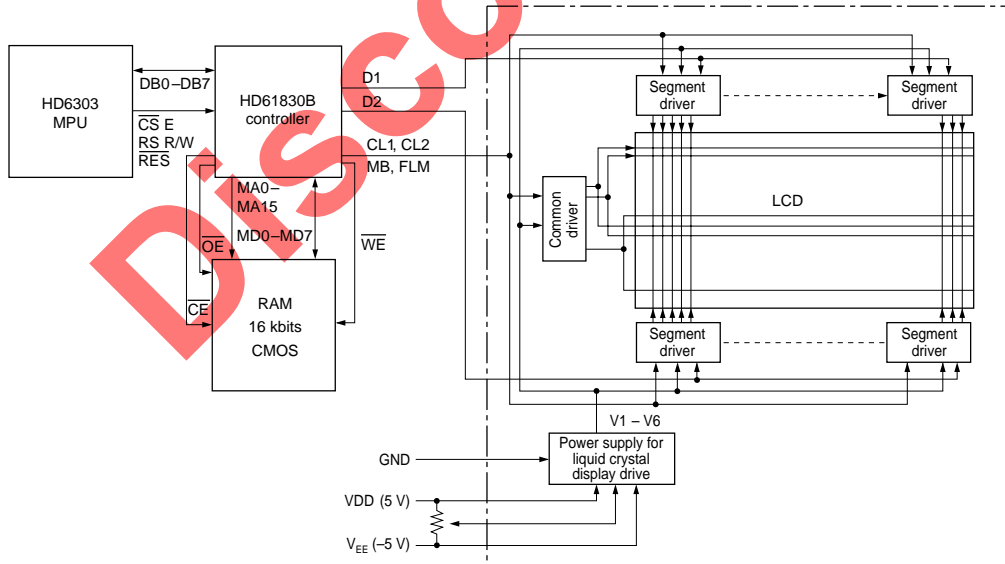 HD6303
MPU
DB0–DB7
CS E
RS R/W
RES
HD61830B
controller
D1
D2
CL1, CL2
MB, FLM
MA0–
MA15
MD0–MD7
OE
WE
CE
RAM
16 kbits
CMOS
Segment
driver
Segment
driver
Common
driver
LCD
Segment
driver
Segment
driver
V1 – V6
Power supply for
liquid crystal
display drive
GND
VDD (5 V)
VEE (–5 V)
Disco